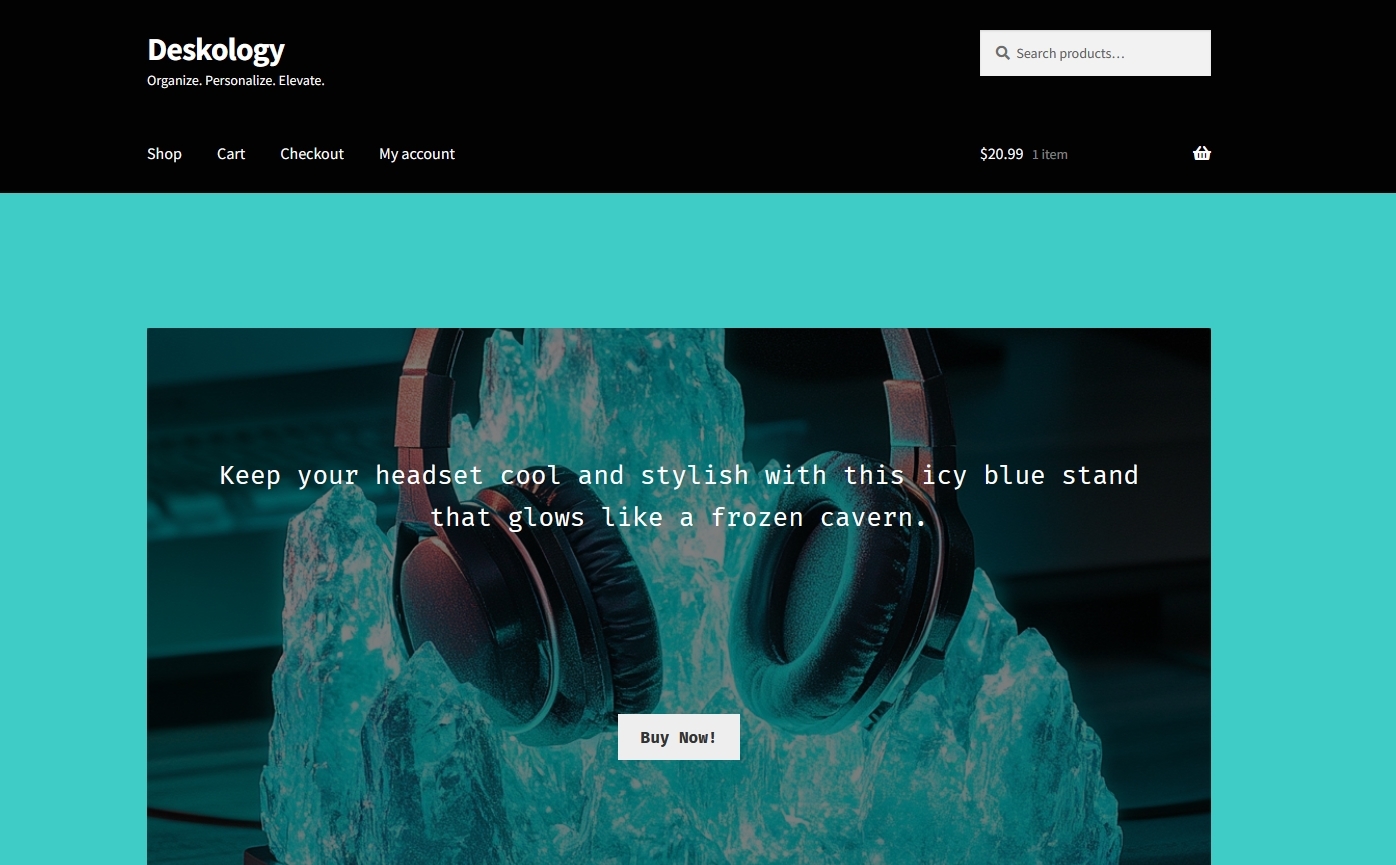 Deskology
Organize. Personalize. Elevate.
Search products…
Shop Cart Checkout My account
$20.99 1 item
Keep your headset cool and stylish with this icy blue stand
that glows like a frozen cavern.
Buy Now!